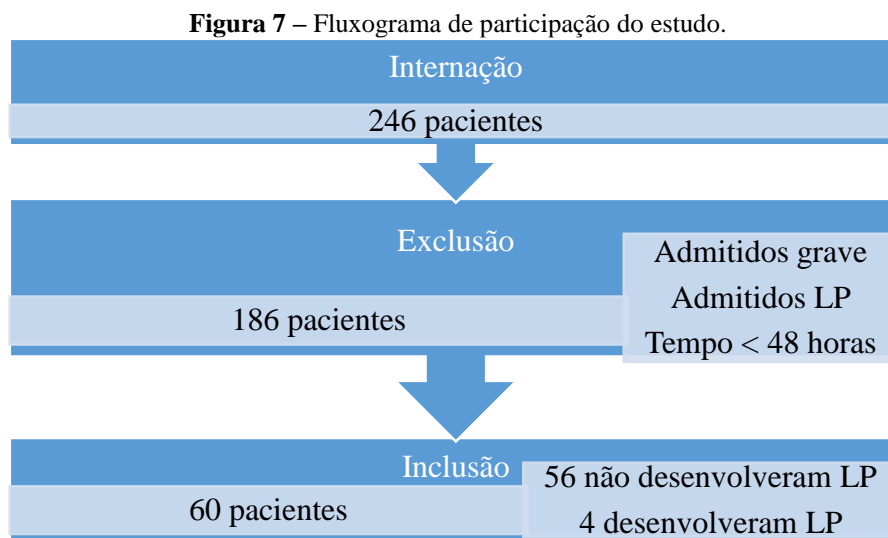 Figura 7 – Fluxograma de participação do estudo.
Internação
246 pacientes
Exclusão
186 pacientes
Admitidos grave
Admitidos LP
Tempo < 48 horas
Inclusão
60 pacientes
56 não desenvolveram LP
4 desenvolveram LP